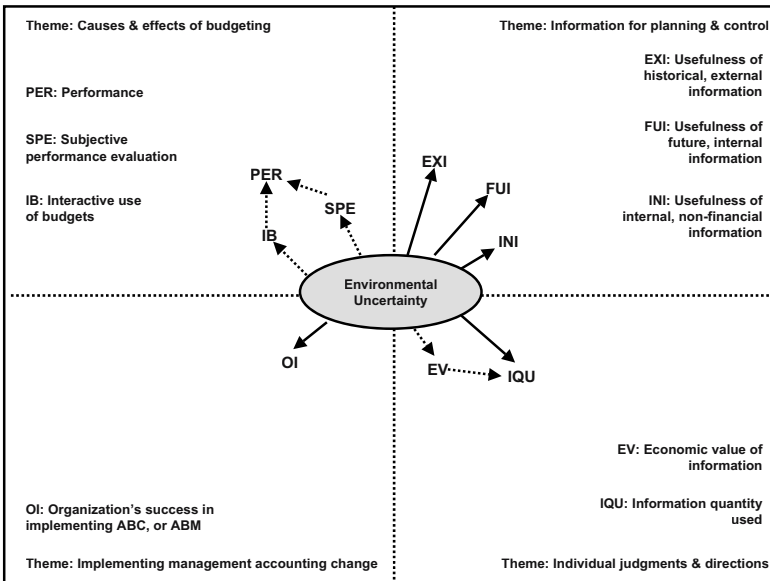 Theme: Causes & effects of budgeting
Theme: Information for planning & control
PER: Performance
SPE: Subjective
performance evaluation
IB: Interactive use
of budgets
EXI: Usefulness of
historical, external
information
FUI: Usefulness of
future, internal
information
INI: Usefulness of
internal, non-financial
information
PER
SPE
IB
EXI
FUI
INI
Environmental
Uncertainty
OI
EV
IQU
OI: Organization's success in
implementing ABC, or ABM
Theme: Implementing management accounting change
EV: Economic value of
information
IQU: Information quantity
used
Theme: Individual judgments & directions